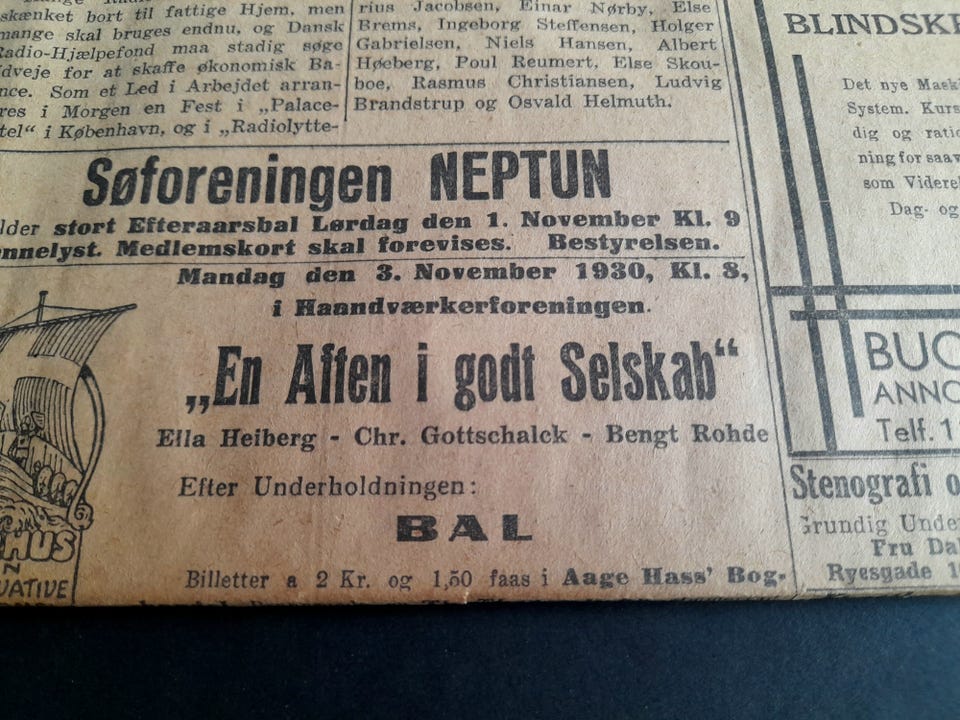 skænket bort til fattige Hjem, men
mange skal bruges endnu, og Dansk
Radio-Hjælpefond maa stadig søge
dveje for at skaffe økonomisk Ba-
nce. Som et Led i Arbejdet arran-
res i Morgen en Fest i „Palace-
tel“ i København, og i „Radiolytte-
rius Jacobsen, Einar Nørby, Else
Brems, Ingeborg Steffensen, Holger
Gabrielsen, Niels Hansen, Albert
Høeberg, Poul Reumert, Else Skou-
boe, Rasmus Christiansen, Ludvig
Brandstrup og Osvald Helmuth.
Søforeningen NEPTUN
older stort Efteraarsbal Lørdag den 1. November Kl. 9
nnelyst. Medlemskort skal forevises. Bestyrelsen.
HUS
N
VATIVE
Mandag den 3. November 1930, Kl. 8,
i Haandværkerforeningen.
„En Aften i godt Selskab“
Ella Heiberg - Chr. Gottschalck - Bengt Rohde
Efter Underholdningen:
BAL
Billetter a 2 Kr. og 1,50 faas i Aage Hass' Bog-
BLINDSKR
Det nye Mask
System. Kurs
dig og ratio
ning for saav
som Videre
Dag- og
BUC
ANNO
Telf. 1
Stenografi o
Grundig Unde
Fru Dal
Ryesgade 1